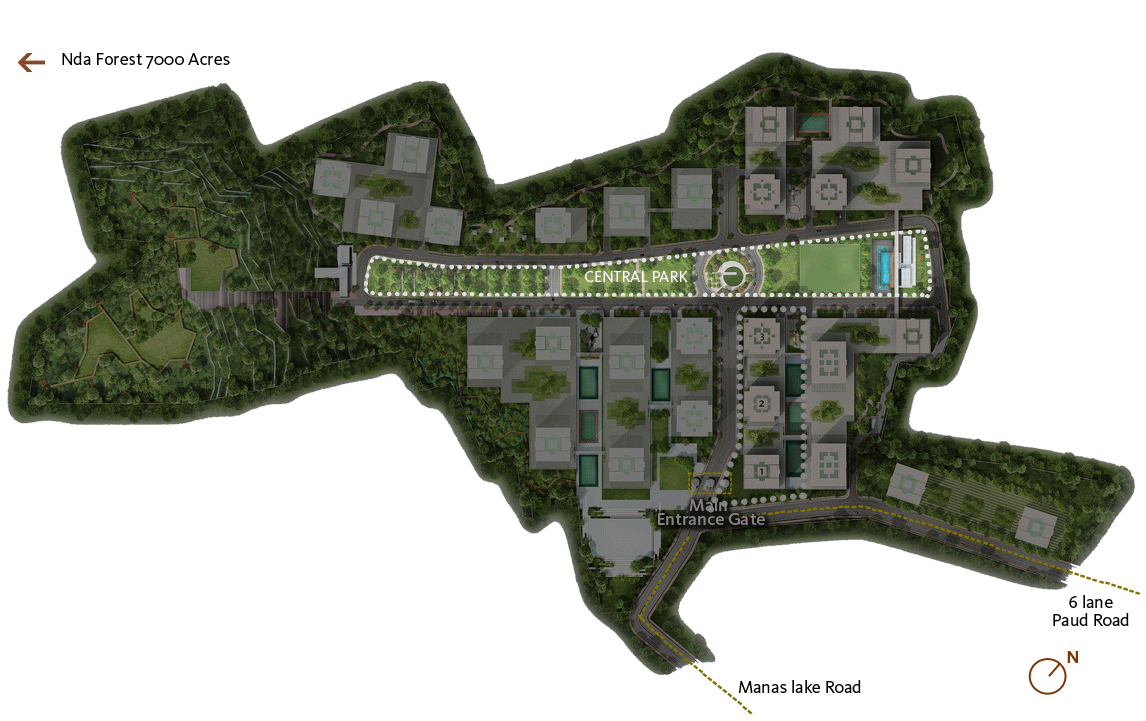 Nda Forest 7000 Acres
CENTRAL PARK
3
2
1
Main
Entrance Gate
6 lane
Paud Road
N
Manas lake Road